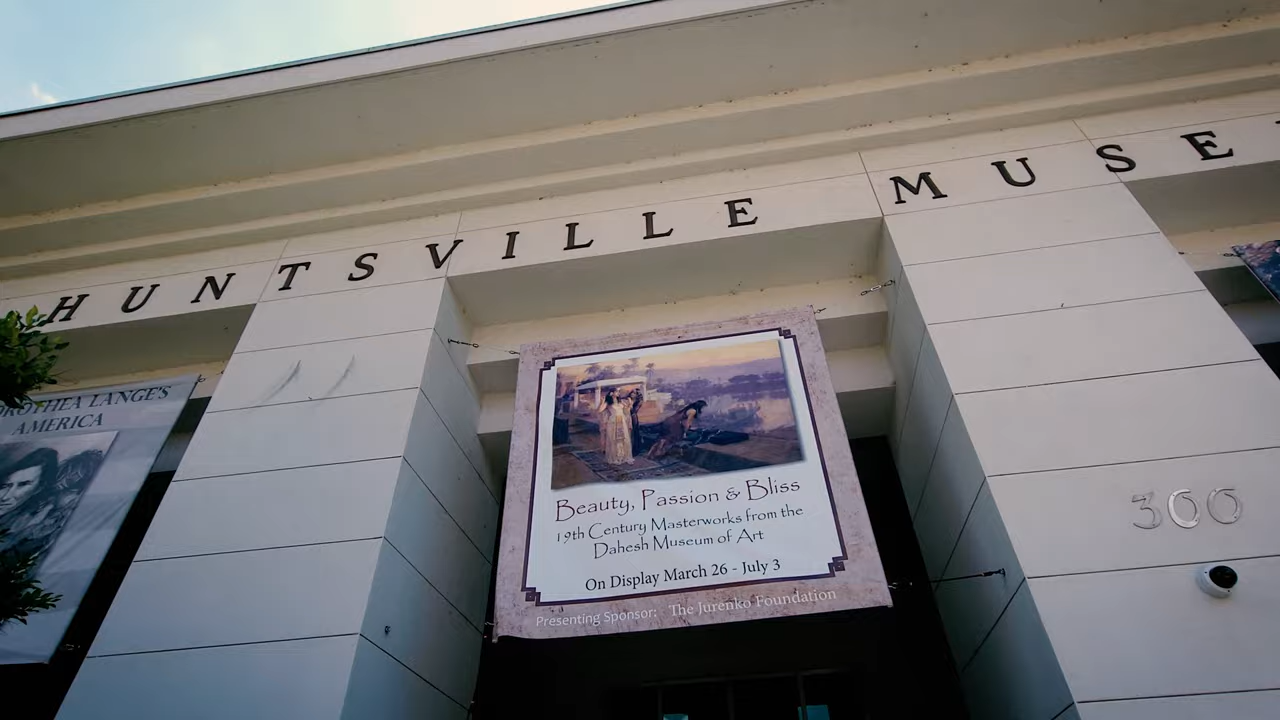 HUNTSVILLE MUSE
DOROTHEA LANGE'S
AMERICA
Beauty, Passion & Bliss
19th Century Masterworks from the
Dahesh Museum of Art
On Display March 26 - July 3
Presenting Sponsor: The Jurenko Foundation
300